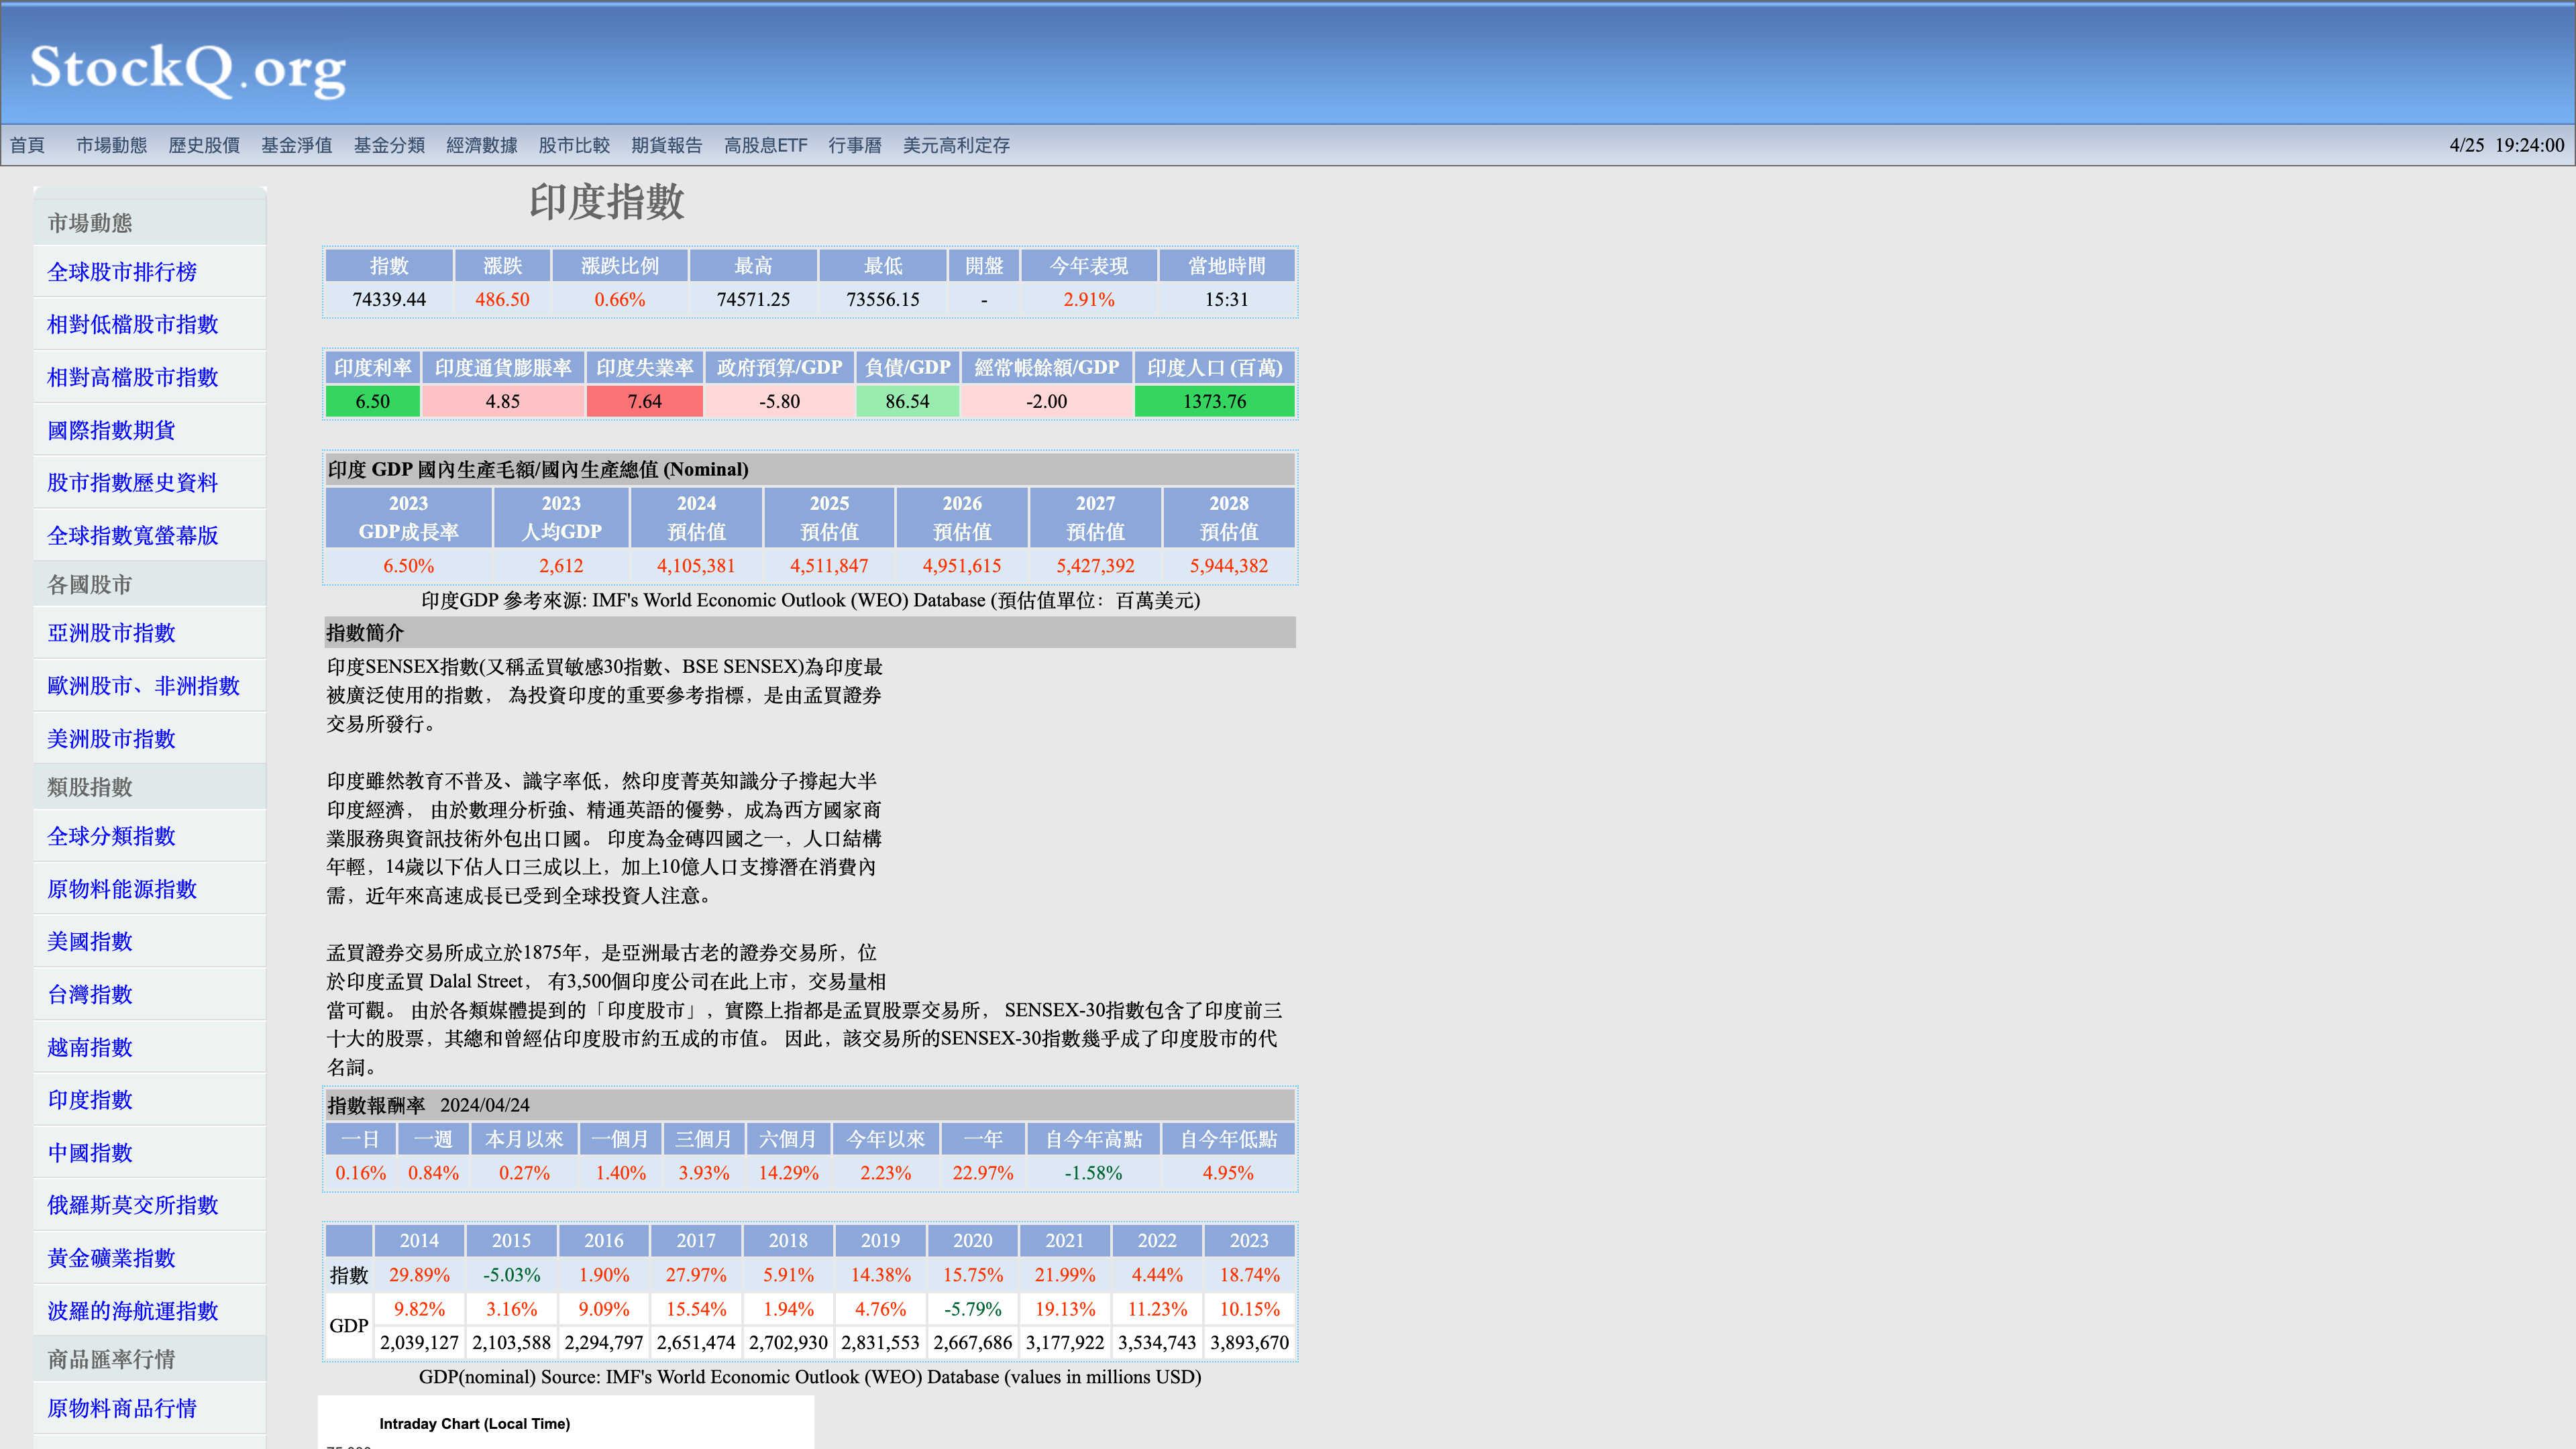 StockQ.org
首頁 市場動態 歷史股價 基金淨值 基金分類 經濟數據 股市比較 期貨報告 高股息ETF 行事曆 美元高利定存 4/25 19:24:00
市場動態
全球股市排行榜
相對低檔股市指數
相對高檔股市指數
國際指數期貨
股市指數歷史資料
全球指數寬螢幕版
各國股市
亞洲股市指數
歐洲股市、非洲指數
美洲股市指數
類股指數
全球分類指數
原物料能源指數
美國指數
台灣指數
越南指數
印度指數
中國指數
俄羅斯莫交所指數
黃金礦業指數
波羅的海航運指數
商品匯率行情
原物料商品行情
印度指數
指數 漲跌 漲跌比例 最高 最低 開盤 今年表現 當地時間
74339.44 486.50 0.66% 74571.25 73556.15 - 2.91% 15:31
印度利率 印度通貨膨脹率 印度失業率 政府預算/GDP 負債/GDP 經常帳餘額/GDP 印度人口 (百萬)
6.50 4.85 7.64 -5.80 86.54 -2.00 1373.76
印度 GDP 國內生產毛額/國內生產總值 (Nominal)
2023 2023 2024 2025 2026 2027 2028
GDP成長率 人均GDP 預估值 預估值 預估值 預估值 預估值
6.50% 2,612 4,105,381 4,511,847 4,951,615 5,427,392 5,944,382
印度GDP 參考來源: IMF's World Economic Outlook (WEO) Database (預估值單位：百萬美元)
指數簡介
印度SENSEX指數(又稱孟買敏感30指數、BSE SENSEX)為印度最
被廣泛使用的指數， 為投資印度的重要參考指標，是由孟買證券
交易所發行。
印度雖然教育不普及、識字率低，然印度菁英知識分子撐起大半
印度經濟， 由於數理分析強、精通英語的優勢，成為西方國家商
業服務與資訊技術外包出口國。 印度為金磚四國之一，人口結構
年輕，14歲以下佔人口三成以上，加上10億人口支撐潛在消費內
需，近年來高速成長已受到全球投資人注意。
孟買證券交易所成立於1875年，是亞洲最古老的證券交易所，位
於印度孟買 Dalal Street， 有3,500個印度公司在此上市，交易量相
當可觀。 由於各類媒體提到的「印度股市」，實際上指都是孟買股票交易所， SENSEX-30指數包含了印度前三
十大的股票，其總和曾經佔印度股市約五成的市值。 因此，該交易所的SENSEX-30指數幾乎成了印度股市的代
名詞。
指數報酬率 2024/04/24
一日 一週 本月以來 一個月 三個月 六個月 今年以來 一年 自今年高點 自今年低點
0.16% 0.84% 0.27% 1.40% 3.93% 14.29% 2.23% 22.97% -1.58% 4.95%
2014 2015 2016 2017 2018 2019 2020 2021 2022 2023
指數 29.89% -5.03% 1.90% 27.97% 5.91% 14.38% 15.75% 21.99% 4.44% 18.74%
GDP 9.82% 3.16% 9.09% 15.54% 1.94% 4.76% -5.79% 19.13% 11.23% 10.15%
2,039,127 2,103,588 2,294,797 2,651,474 2,702,930 2,831,553 2,667,686 3,177,922 3,534,743 3,893,670
GDP(nominal) Source: IMF's World Economic Outlook (WEO) Database (values in millions USD)
Intraday Chart (Local Time)